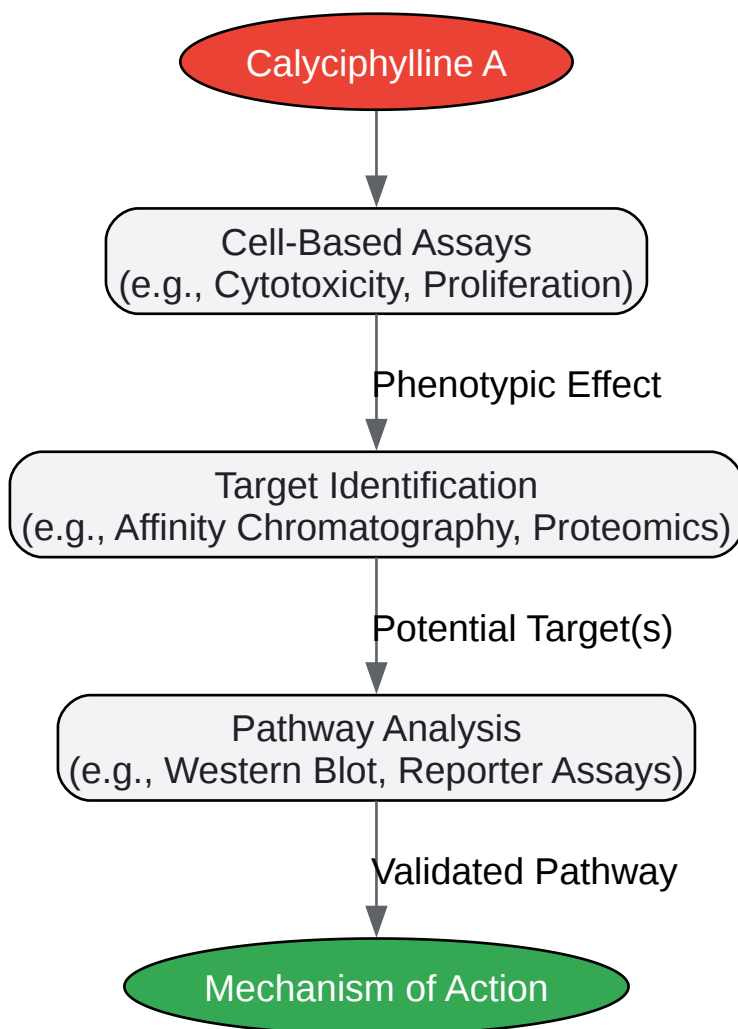 Calyciphylline A
Cell-Based Assays
(e.g., Cytotoxicity, Proliferation)
Phenotypic Effect
Target Identification
(e.g., Affinity Chromatography, Proteomics)
Potential Target(s)
Pathway Analysis
(e.g., Western Blot, Reporter Assays)
Validated Pathway
Mechanism of Action